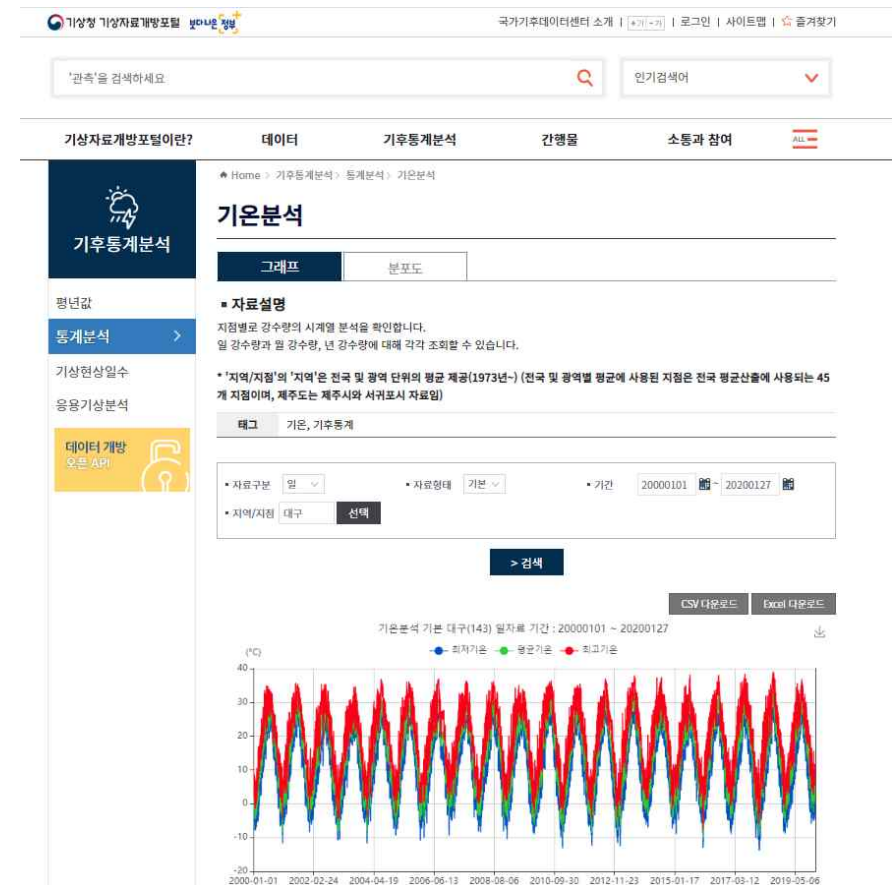 기상청 기상자료개방포털 보다나은 정부
국가기후데이터센터 소개 | +가 -가 | 로그인 | 사이트맵 | ☆ 즐겨찾기
'관측'을 검색하세요
인기검색어
기상자료개방포털이란? 데이터 기후통계분석 간행물 소통과 참여 ALL
Home > 기후통계분석 > 통계분석 > 기온분석
기후통계분석
기온분석
그래프 분포도
평년값
통계분석 >
기상현상일수
응용기상분석
데이터 개방
오픈 API
▪ 자료설명
지점별로 강수량의 시계열 분석을 확인합니다.
일 강수량과 월 강수량, 년 강수량에 대해 각각 조회할 수 있습니다.
* '지역/지점'의 '지역'은 전국 및 광역 단위의 평균 제공(1973년~) (전국 및 광역별 평균에 사용된 지점은 전국 평균산출에 사용되는 45
개 지점이며, 제주도는 제주시와 서귀포시 자료임)
태그 기온, 기후통계
▪ 자료구분 일 ▪ 자료형태 기본 ▪ 기간 20000101 ~ 20200127
▪ 지역/지점 대구 선택
> 검색
CSV 다운로드 Excel 다운로드
기온분석 기본 대구(143) 일자료 기간 : 20000101 ~ 20200127
(℃) 최저기온 평균기온 최고기온
40
30
20
10
0
-10
-20
2000-01-01 2002-02-24 2004-04-19 2006-06-13 2008-08-06 2010-09-30 2012-11-23 2015-01-17 2017-03-12 2019-05-06